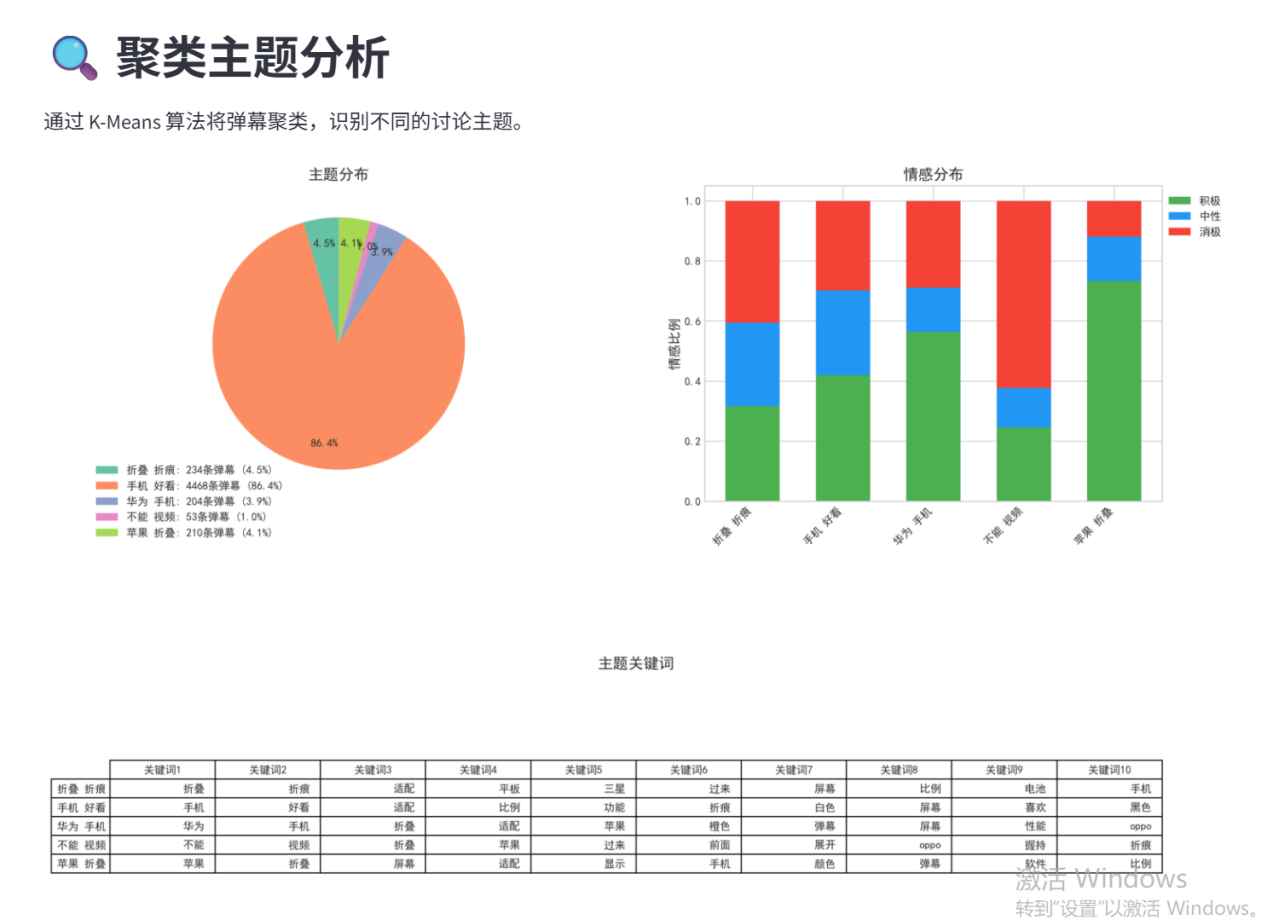 聚类主题分析
通过 K-Means 算法将弹幕聚类，识别不同的讨论主题。
主题分布
4.5%
4.1%
1.0%
3.9%
86.4%
折叠 折痕: 234条弹幕 (4.5%)
手机 好看: 4468条弹幕 (86.4%)
华为 手机: 204条弹幕 (3.9%)
不能 视频: 53条弹幕 (1.0%)
苹果 折叠: 210条弹幕 (4.1%)
情感分布
情感比例
1.0
0.8
0.6
0.4
0.2
0.0
折叠 折痕
手机 好看
华为 手机
不能 视频
苹果 折叠
积极
中性
消极
主题关键词
关键词1 关键词2 关键词3 关键词4 关键词5 关键词6 关键词7 关键词8 关键词9 关键词10
折叠 折痕 折叠 折痕 适配 平板 三星 过来 屏幕 比例 电池 手机
手机 好看 手机 好看 适配 比例 功能 折痕 白色 屏幕 喜欢 黑色
华为 手机 华为 手机 折叠 适配 苹果 橙色 弹幕 屏幕 性能 oppo
不能 视频 不能 视频 折叠 苹果 过来 前面 展开 oppo 握持 折痕
苹果 折叠 苹果 折叠 屏幕 适配 显示 手机 颜色 弹幕 软件 比例
激活 Windows
转到"设置"以激活 Windows。